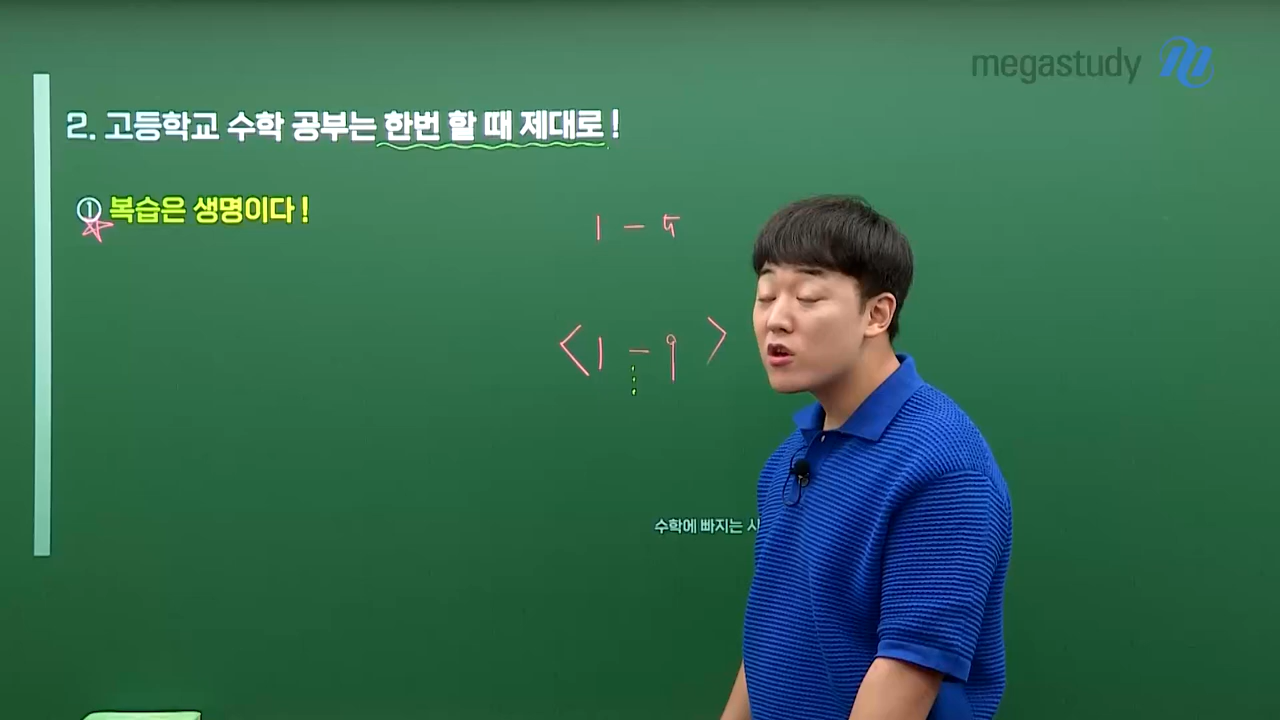 megastudy
2. 고등학교 수학 공부는 한번 할 때 제대로 !
① 복습은 생명이다 !
1 - 5
<1 - 9>
수학에 빠지는